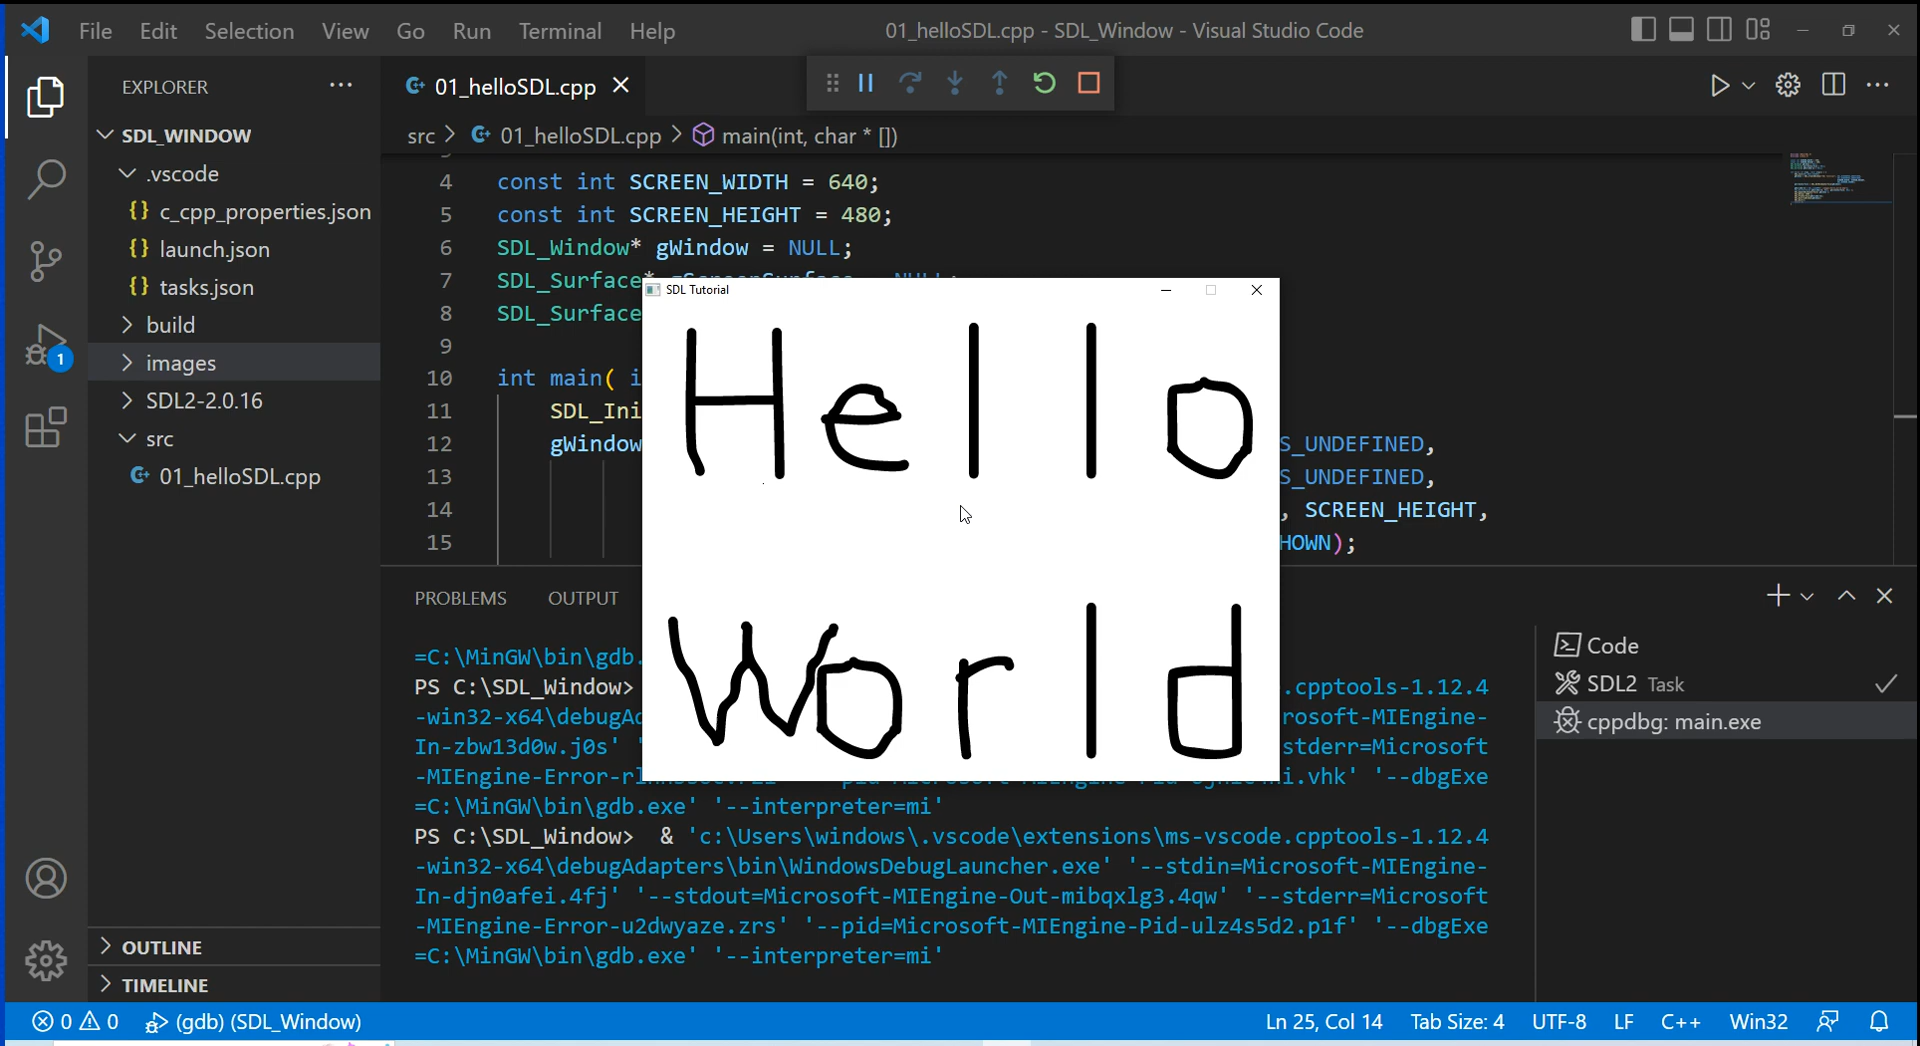 File Edit Selection View Go Run Terminal Help
01_helloSDL.cpp - SDL_Window - Visual Studio Code
EXPLORER
SDL_WINDOW
.vscode
{} c_cpp_properties.json
{} launch.json
{} tasks.json
build
images
SDL2-2.0.16
src
01_helloSDL.cpp
OUTLINE
TIMELINE
1
01_helloSDL.cpp
src > 01_helloSDL.cpp > main(int, char * [])
4 const int SCREEN_WIDTH = 640;
5 const int SCREEN_HEIGHT = 480;
6 SDL_Window* gWindow = NULL;
7 SDL_Surface*
8 SDL_Surface
9
10 int main( i
11 SDL_Ini
12 gWindow S_UNDEFINED,
13 S_UNDEFINED,
14 , SCREEN_HEIGHT,
15 HOWN);
SDL Tutorial
Hello
World
PROBLEMS OUTPUT
=C:\MinGW\bin\gdb.
PS C:\SDL_Window> .cpptools-1.12.4
-win32-x64\debugAd rosoft-MIEngine-
In-zbw13d0w.j0s' ' stderr=Microsoft
-MIEngine-Error- '--dbgExe
=C:\MinGW\bin\gdb.exe' '--interpreter=mi'
PS C:\SDL_Window> & 'c:\Users\windows\.vscode\extensions\ms-vscode.cpptools-1.12.4
-win32-x64\debugAdapters\bin\WindowsDebugLauncher.exe' '--stdin=Microsoft-MIEngine-
In-djn0afei.4fj' '--stdout=Microsoft-MIEngine-Out-mibqxlg3.4qw' '--stderr=Microsoft
-MIEngine-Error-u2dwyaze.zrs' '--pid=Microsoft-MIEngine-Pid-ulz4s5d2.p1f' '--dbgExe
=C:\MinGW\bin\gdb.exe' '--interpreter=mi'
Code
SDL2 Task
cppdbg: main.exe
0 0 (gdb) (SDL_Window)
Ln 25, Col 14 Tab Size: 4 UTF-8 LF C++ Win32